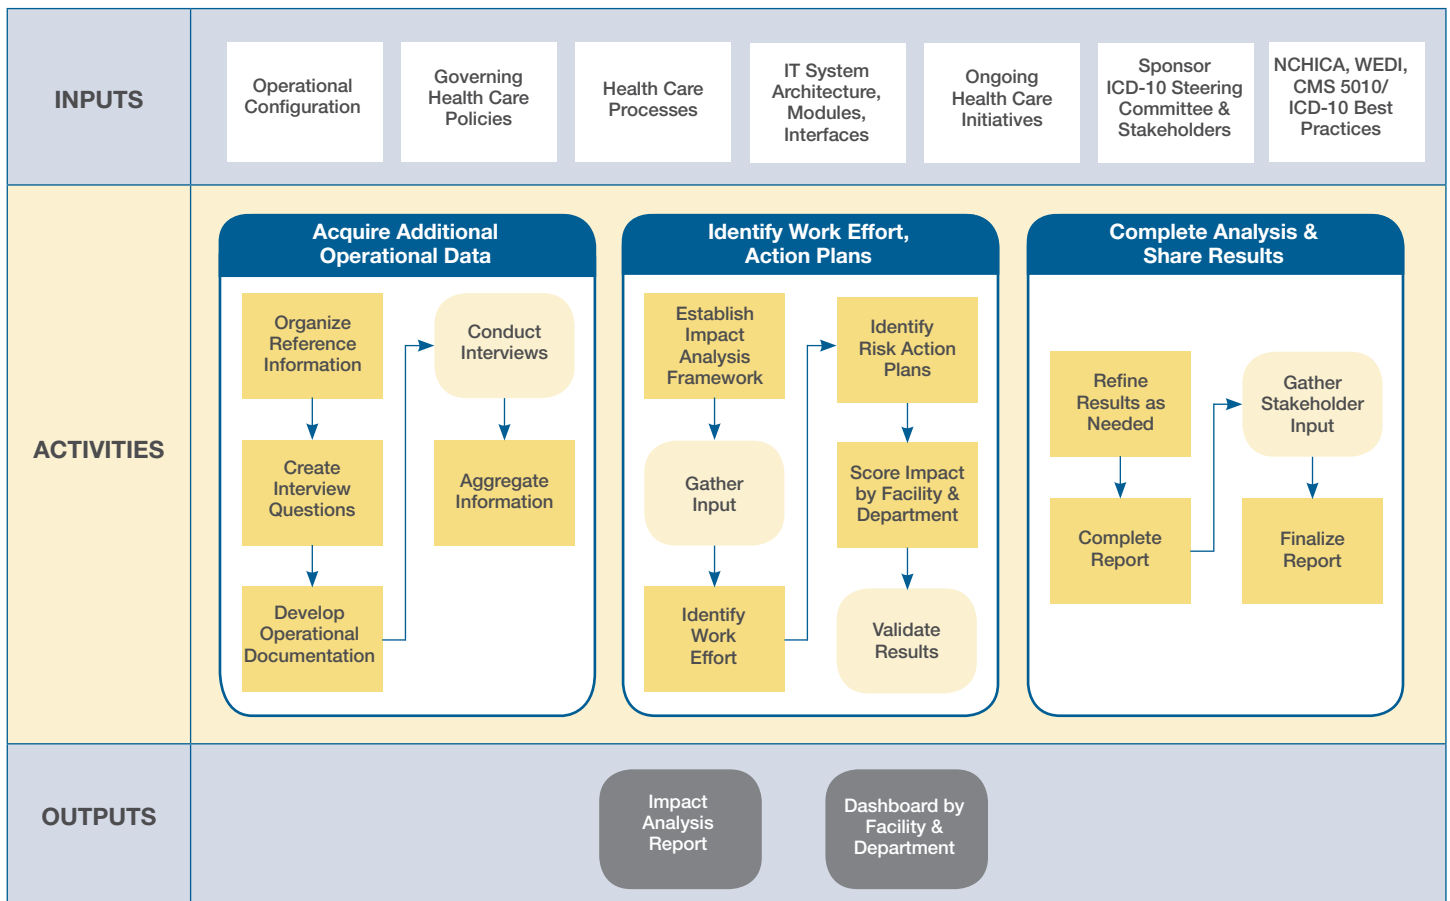 INPUTS
Operational
Configuration
Governing
Health Care
Policies
Health Care
Processes
IT System
Architecture,
Modules,
Interfaces
Ongoing
Health Care
Initiatives
Sponsor
ICD-10 Steering
Committee &
Stakeholders
NCHICA, WEDI,
CMS 5010/
ICD-10 Best
Practices
ACTIVITIES
Acquire Additional
Operational Data
Organize
Reference
Information
Create
Interview
Questions
Develop
Operational
Documentation
Conduct
Interviews
Aggregate
Information
Identify Work Effort,
Action Plans
Establish
Impact
Analysis
Framework
Gather
Input
Identify
Work
Effort
Identify
Risk Action
Plans
Score Impact
by Facility &
Department
Validate
Results
Complete Analysis &
Share Results
Refine
Results as
Needed
Complete
Report
Gather
Stakeholder
Input
Finalize
Report
OUTPUTS
Impact
Analysis
Report
Dashboard by
Facility &
Department